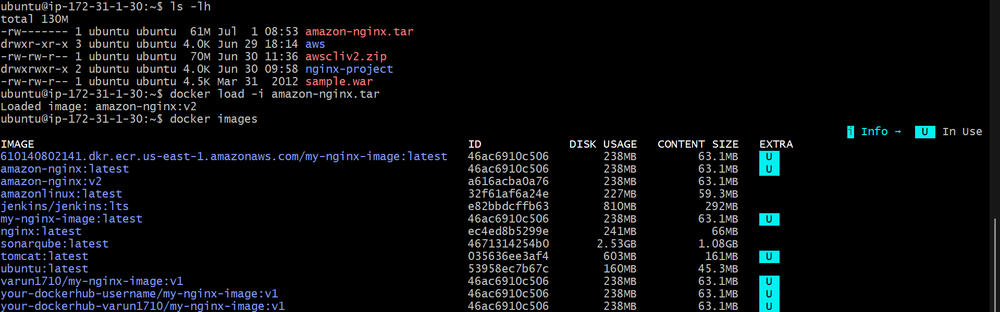 ubuntu@ip-172-31-1-30:~$ ls -lh
total 130M
-rw------- 1 ubuntu ubuntu  61M Jul  1 08:53 amazon-nginx.tar
drwxr-xr-x 3 ubuntu ubuntu 4.0K Jun 29 18:14 aws
-rw-rw-r-- 1 ubuntu ubuntu  70M Jun 30 11:36 awscliv2.zip
drwxrwxr-x 2 ubuntu ubuntu 4.0K Jun 30 09:58 nginx-project
-rw-rw-r-- 1 ubuntu ubuntu 4.5K Mar 31  2012 sample.war
ubuntu@ip-172-31-1-30:~$ docker load -i amazon-nginx.tar
Loaded image: amazon-nginx:v2
ubuntu@ip-172-31-1-30:~$ docker images
i Info → U In Use
IMAGE ID DISK USAGE CONTENT SIZE EXTRA
610140802141.dkr.ecr.us-east-1.amazonaws.com/my-nginx-image:latest 46ac6910c506 238MB 63.1MB U
amazon-nginx:latest 46ac6910c506 238MB 63.1MB U
amazon-nginx:v2 a616acba0a76 238MB 63.1MB
amazonlinux:latest 32f61af6a24e 227MB 59.3MB
jenkins/jenkins:lts e82bbdcffb63 810MB 292MB
my-nginx-image:latest 46ac6910c506 238MB 63.1MB U
nginx:latest ec4ed8b5299e 241MB 66MB
sonarqube:latest 4671314254b0 2.53GB 1.08GB
tomcat:latest 035636ee3af4 603MB 161MB U
ubuntu:latest 53958ec7b67c 160MB 45.3MB
varun1710/my-nginx-image:v1 46ac6910c506 238MB 63.1MB U
your-dockerhub-username/my-nginx-image:v1 46ac6910c506 238MB 63.1MB U
your-dockerhub-varun1710/my-nginx-image:v1 46ac6910c506 238MB 63.1MB U